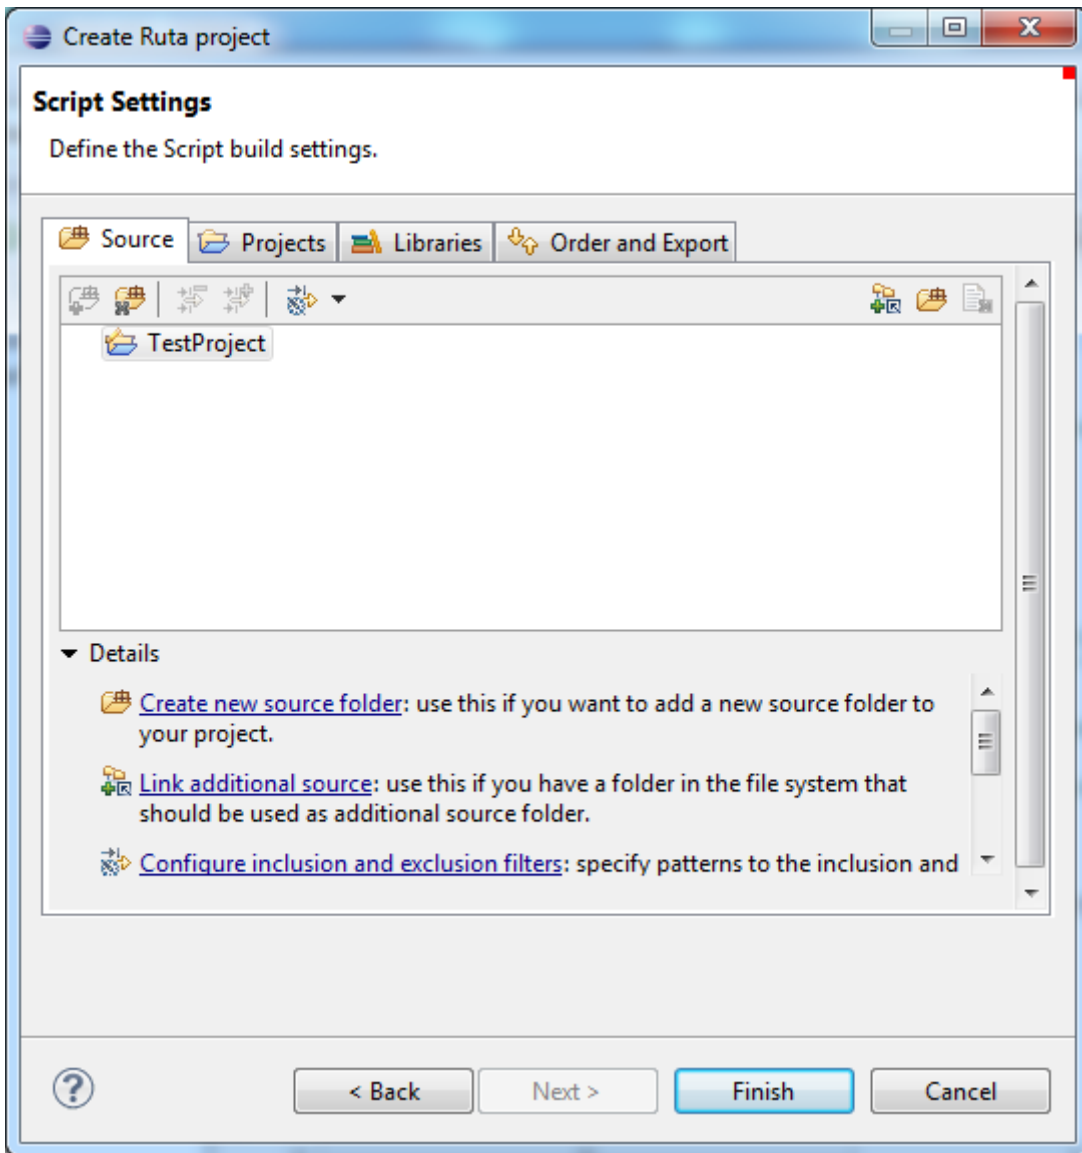 Create Ruta project
Script Settings
Define the Script build settings.
Source
Projects
Libraries
Order and Export
TestProject
Details
Create new source folder: use this if you want to add a new source folder to
your project.
Link additional source: use this if you have a folder in the file system that
should be used as additional source folder.
Configure inclusion and exclusion filters: specify patterns to the inclusion and
< Back
Next >
Finish
Cancel